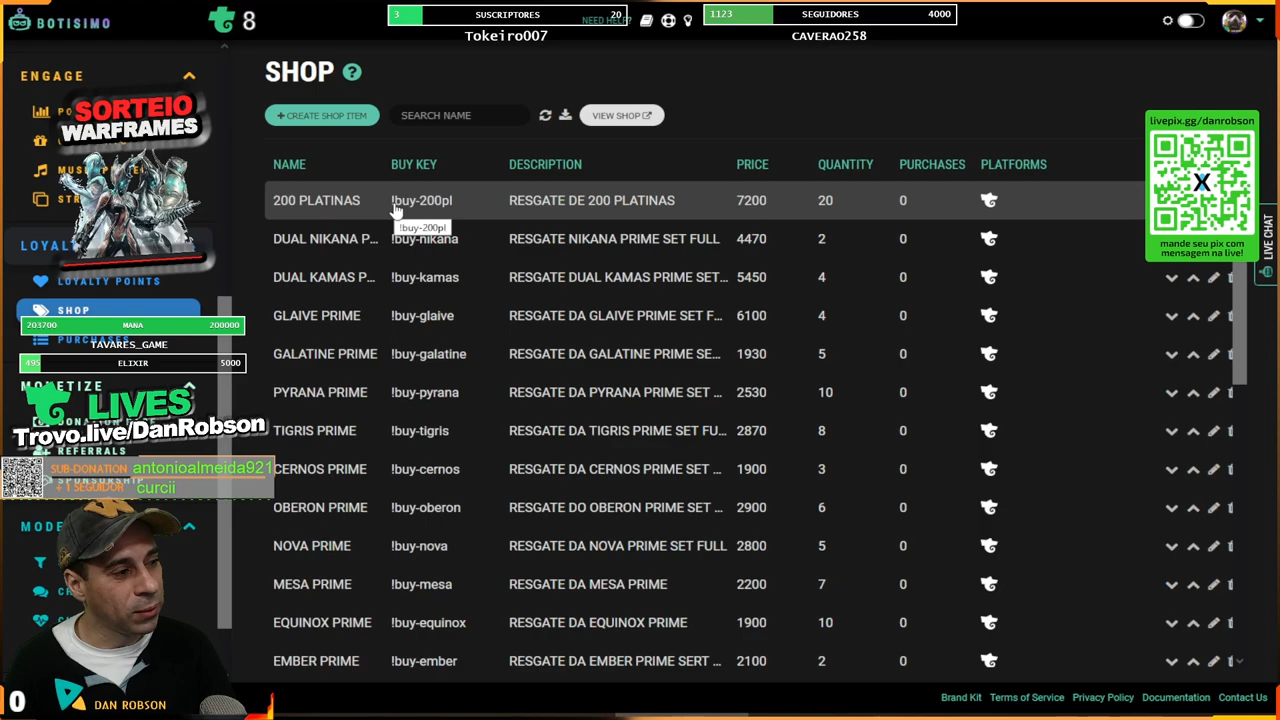 BOTISIMO
8
3 SUSCRIPTORES 20
Tokeiro007
NEED HELP?
1123 SEGUIDORES 4000
CAVERAO258
ENGAGE
SORTEIO
WARFRAMES
LOYALTY POINTS
SHOP
203700 MANA 200000
TAVARES_GAME
495 ELIXIR 5000
MONETIZE
LIVES
Trovo.live/DanRobson
REFERRALS
SUB-DONATION antonioalmeida921
+ 1 SEGUIDOR curcii
SPONSORSHIP
SHOP ?
+ CREATE SHOP ITEM SEARCH NAME VIEW SHOP
NAME BUY KEY DESCRIPTION PRICE QUANTITY PURCHASES PLATFORMS
200 PLATINAS !buy-200pl RESGATE DE 200 PLATINAS 7200 20 0
!buy-200pl
DUAL NIKANA P... !buy-nikana RESGATE NIKANA PRIME SET FULL 4470 2 0
DUAL KAMAS P... !buy-kamas RESGATE DUAL KAMAS PRIME SET... 5450 4 0
GLAIVE PRIME !buy-glaive RESGATE DA GLAIVE PRIME SET F... 6100 4 0
GALATINE PRIME !buy-galatine RESGATE DA GALATINE PRIME SE... 1930 5 0
PYRANA PRIME !buy-pyrana RESGATE DA PYRANA PRIME SET ... 2530 10 0
TIGRIS PRIME !buy-tigris RESGATE DA TIGRIS PRIME SET FU... 2870 8 0
CERNOS PRIME !buy-cernos RESGATE DA CERNOS PRIME SET ... 1900 3 0
OBERON PRIME !buy-oberon RESGATE DO OBERON PRIME SET ... 2900 6 0
NOVA PRIME !buy-nova RESGATE DA NOVA PRIME SET FULL 2800 5 0
MESA PRIME !buy-mesa RESGATE DA MESA PRIME 2200 7 0
EQUINOX PRIME !buy-equinox RESGATE DA EQUINOX PRIME 1900 10 0
EMBER PRIME !buy-ember RESGATE DA EMBER PRIME SERT ... 2100 2 0
livepix.gg/danrobson
mande seu pix com
mensagem na live!
LIVE CHAT
0 DAN ROBSON
Brand Kit Terms of Service Privacy Policy Documentation Contact Us